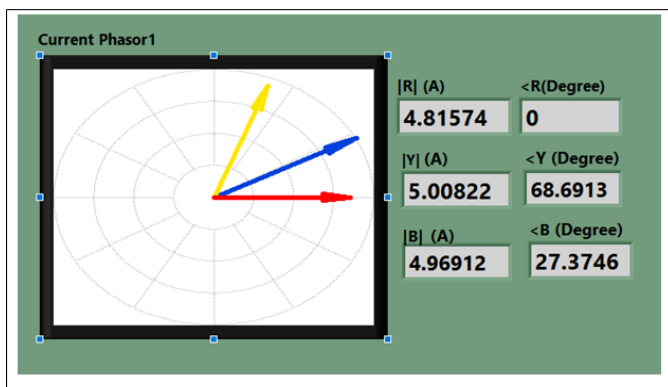 Current Phasor1
|R| (A) <R(Degree)
4.81574 0
|Y| (A) <Y (Degree)
5.00822 68.6913
|B| (A) <B (Degree)
4.96912 27.3746